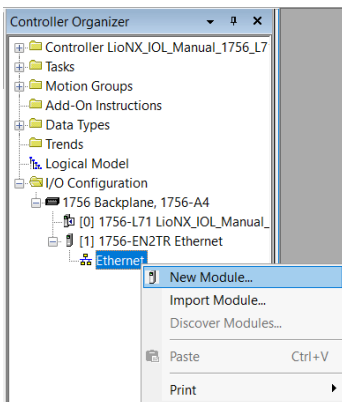 Controller Organizer
Controller LioNX_IOL_Manual_1756_L7
Tasks
Motion Groups
Add-On Instructions
Data Types
Trends
Logical Model
I/O Configuration
1756 Backplane, 1756-A4
[0] 1756-L71 LioNX_IOL_Manual_
[1] 1756-EN2TR Ethernet
Ethernet
New Module...
Import Module...
Discover Modules...
Paste Ctrl+V
Print